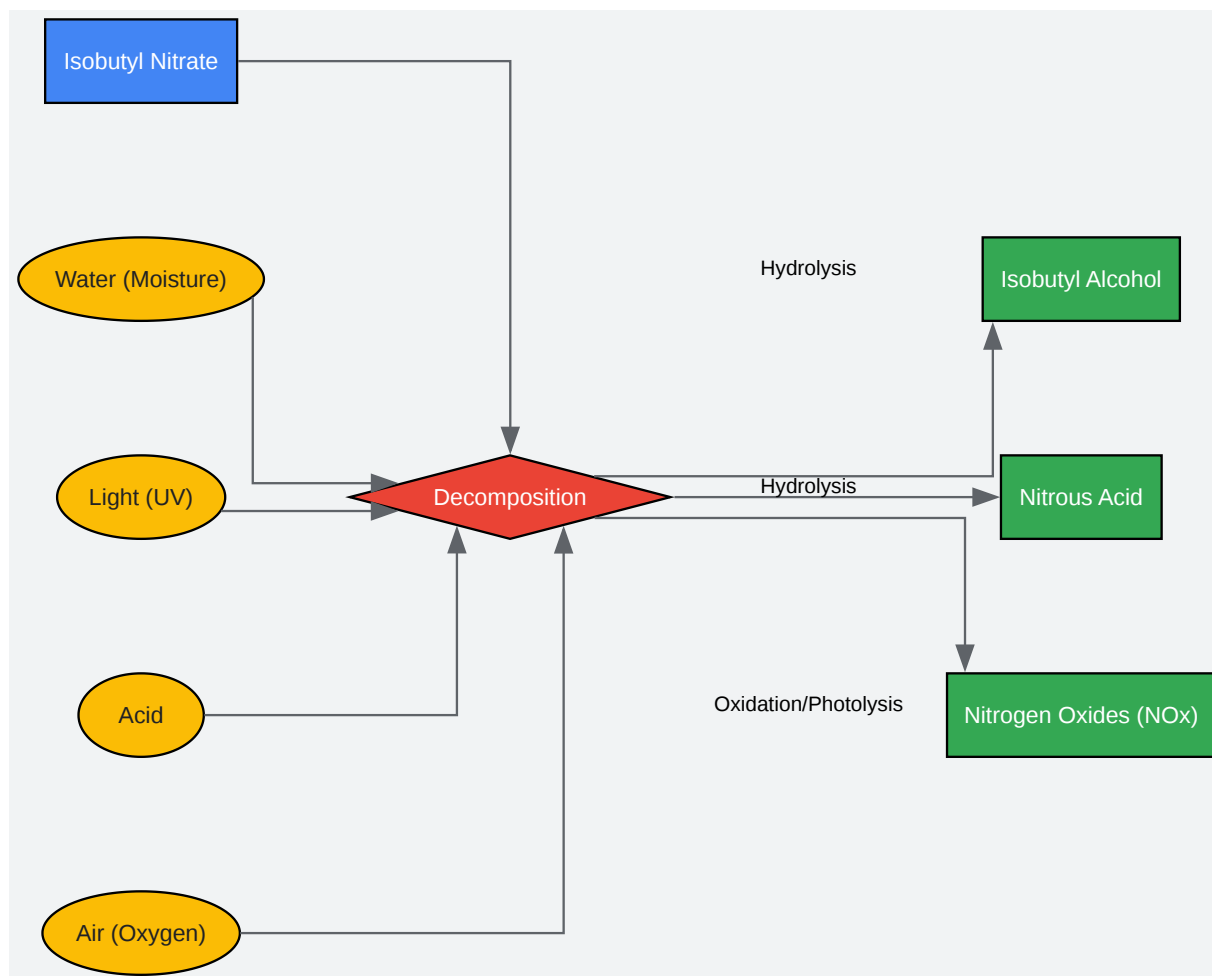 Isobutyl Nitrate
Water (Moisture)
Hydrolysis
Isobutyl Alcohol
Light (UV)
Decomposition
Hydrolysis
Nitrous Acid
Acid
Oxidation/Photolysis
Nitrogen Oxides (NOx)
Air (Oxygen)